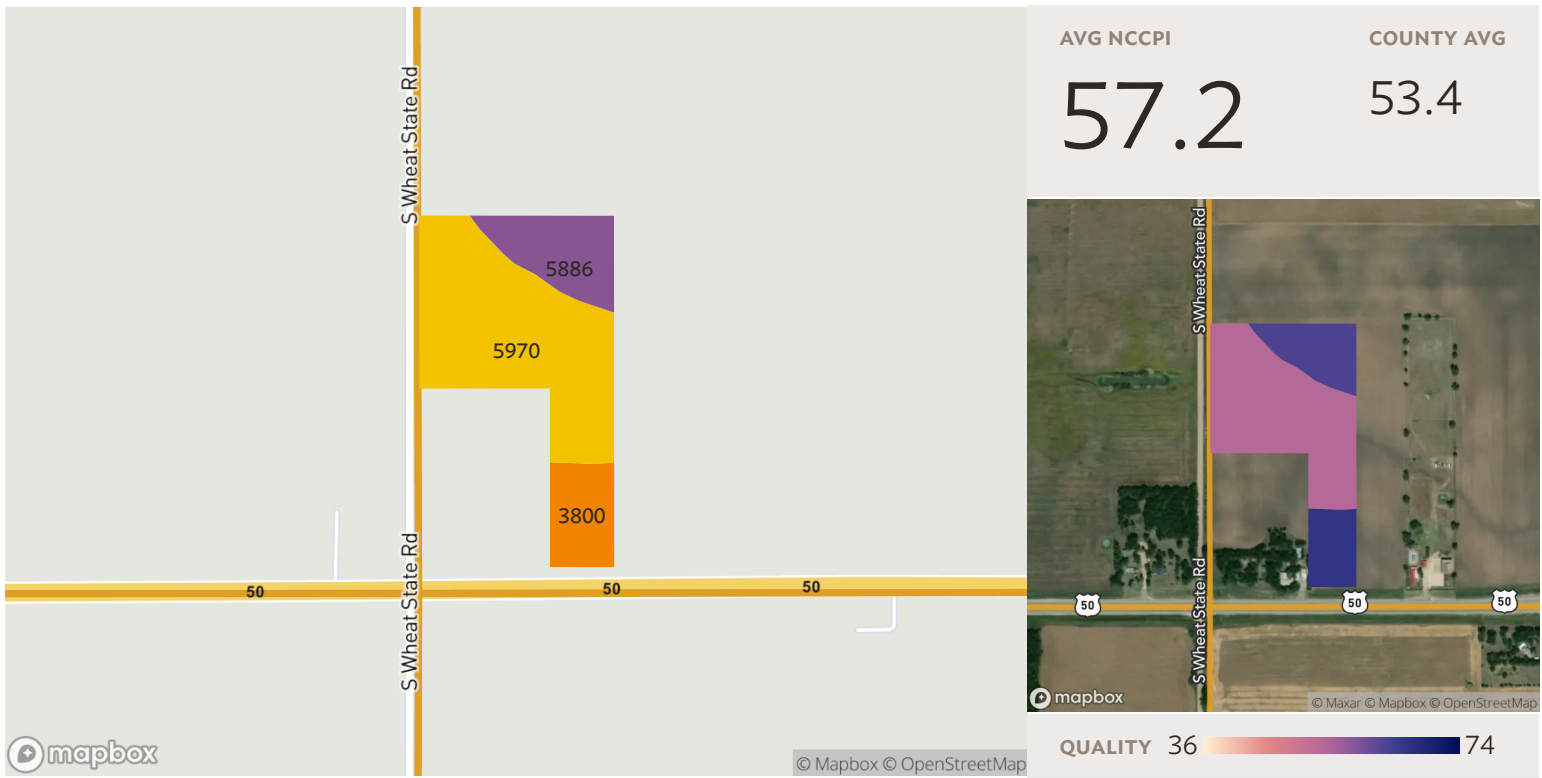 S Wheat State Rd
5886
5970
3800
S Wheat State Rd
50
50
50
mapbox
© Mapbox © OpenStreetMap
AVG NCCPI
57.2
COUNTY AVG
53.4
S Wheat State Rd
S Wheat State Rd
50
50
50
mapbox
© Maxar © Mapbox © OpenStreetMap
QUALITY 36 74